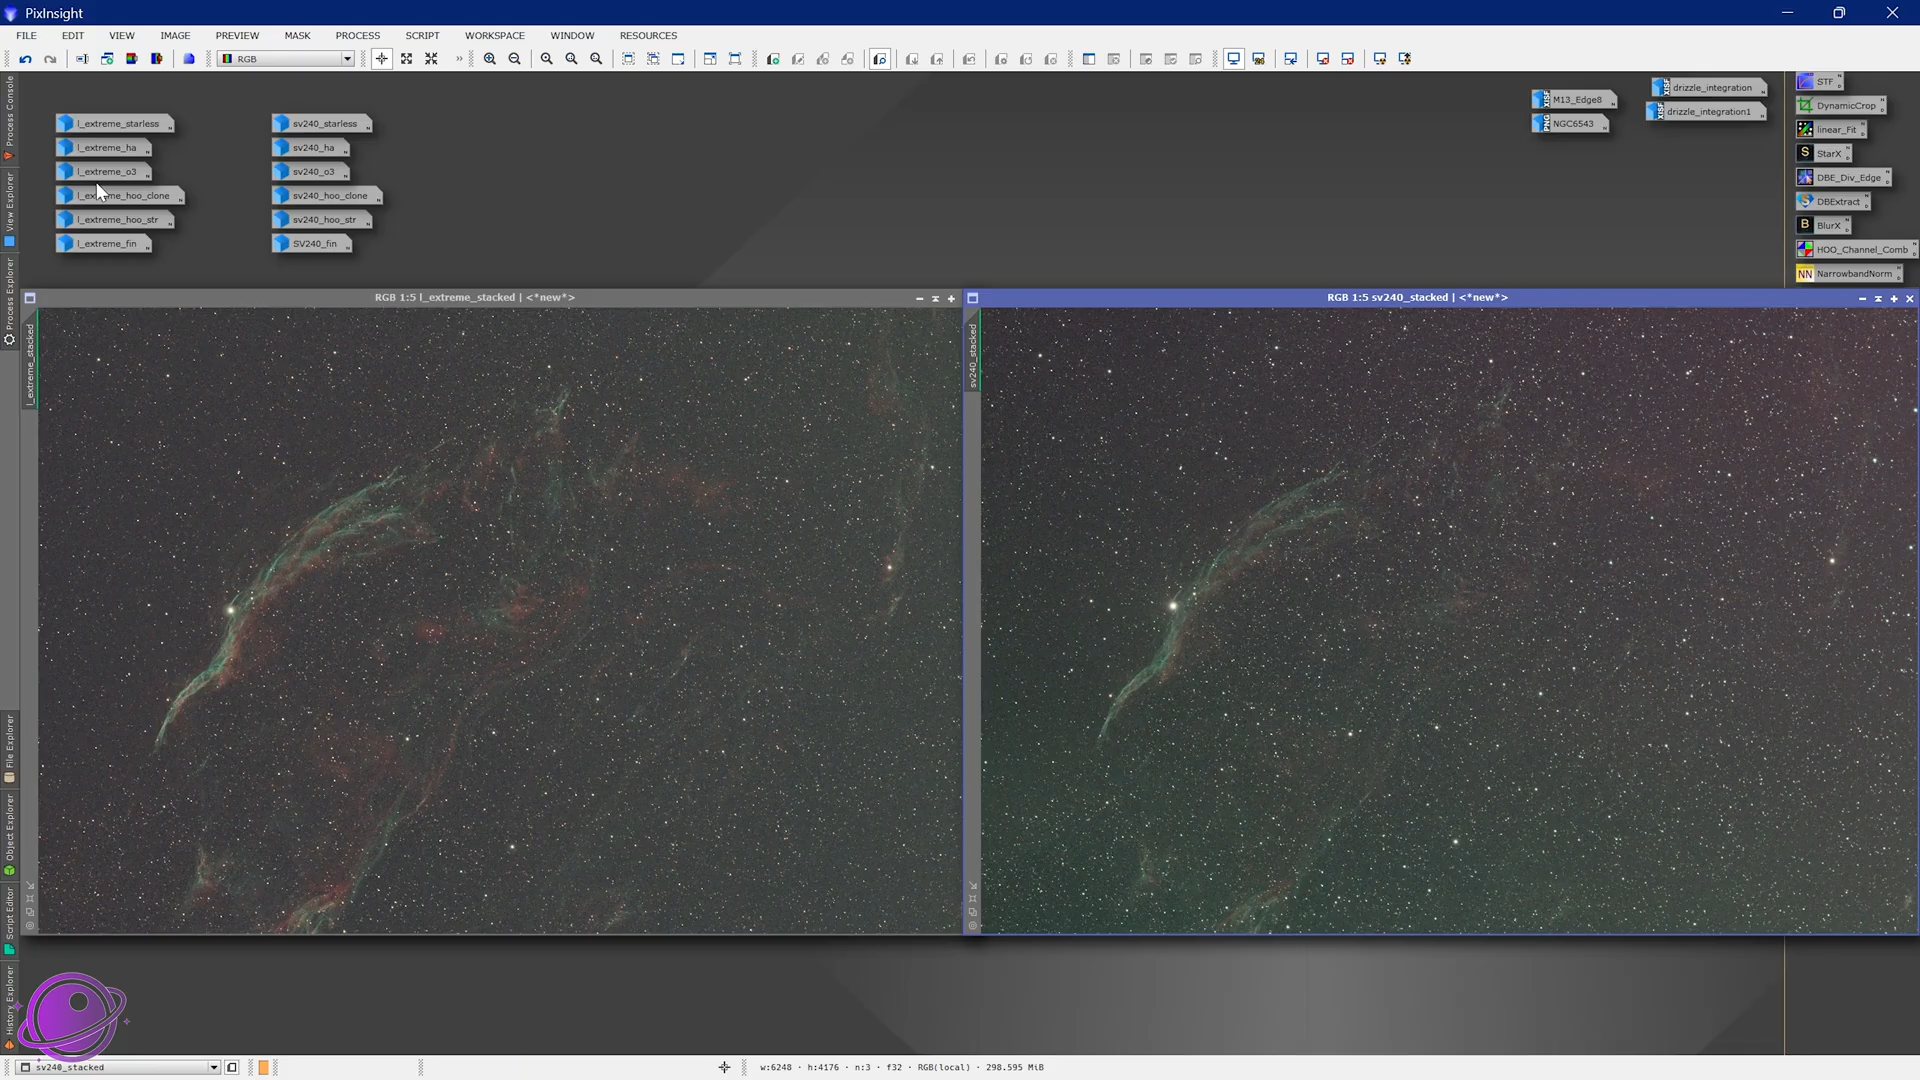 PixInsight
FILE EDIT VIEW IMAGE PREVIEW MASK PROCESS SCRIPT WORKSPACE WINDOW RESOURCES
RGB
Process Console
View Explorer
Process Explorer
File Explorer
Object Explorer
Script Editor
History Explorer
l_extreme_starless
l_extreme_ha
l_extreme_o3
l_extreme_hoo_clone
l_extreme_hoo_str
l_extreme_fin
sv240_starless
sv240_ha
sv240_o3
sv240_hoo_clone
sv240_hoo_str
SV240_fin
M13_Edge8
NGC6543
drizzle_integration
drizzle_integration1
STF
DynamicCrop
linear_Fit
StarX
DBE_Div_Edge
DBExtract
BlurX
HOO_Channel_Comb
NarrowbandNorm
RGB 1:5 l_extreme_stacked | <*new*>
l_extreme_stacked
RGB 1:5 sv240_stacked | <*new*>
sv240_stacked
sv240_stacked
w:6248 · h:4176 · n:3 · f32 · RGB(local) · 298.595 MiB